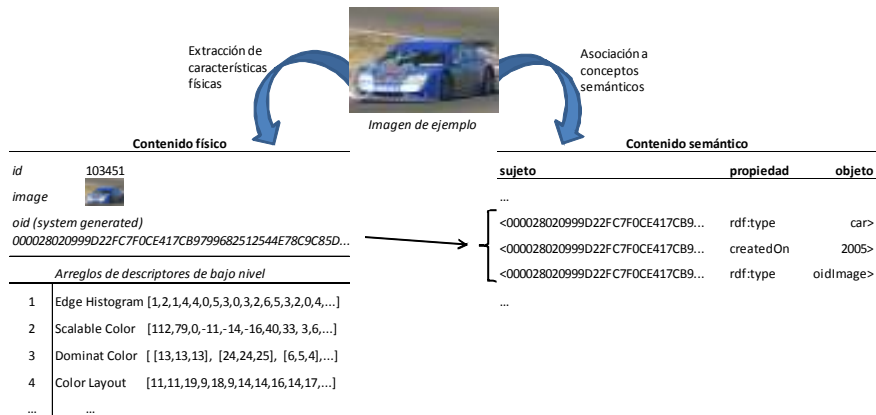 Extracción de
características
físicas
Asociación a
conceptos
semánticos
Imagen de ejemplo
Contenido físico
id 103451
image
oid (system generated)
000028020999D22FC7F0CE417CB9799682512544E78C9C85D...
Arreglos de descriptores de bajo nivel
1 Edge Histogram [1,2,1,4,4,0,5,3,0,3,2,6,5,3,2,0,4,...]
2 Scalable Color [112,79,0,-11,-14,-16,40,33, 3,6,...]
3 Dominat Color [ [13,13,13], [24,24,25], [6,5,4],...]
4 Color Layout [11,11,19,9,18,9,14,14,16,14,17,...]
... ...
Contenido semántico
sujeto propiedad objeto
...
<000028020999D22FC7F0CE417CB9... rdf:type car>
<000028020999D22FC7F0CE417CB9... createdOn 2005>
<000028020999D22FC7F0CE417CB9... rdf:type oidImage>
...